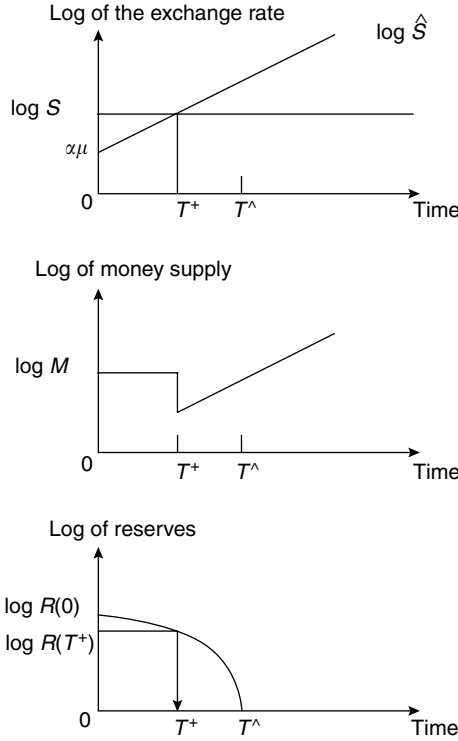 Log of the exchange rate
log Ŝ
log S
αμ
0
T⁺
T^
Time
Log of money supply
log M
0
T⁺
T^
Time
Log of reserves
log R(0)
log R(T⁺)
0
T⁺
T^
Time